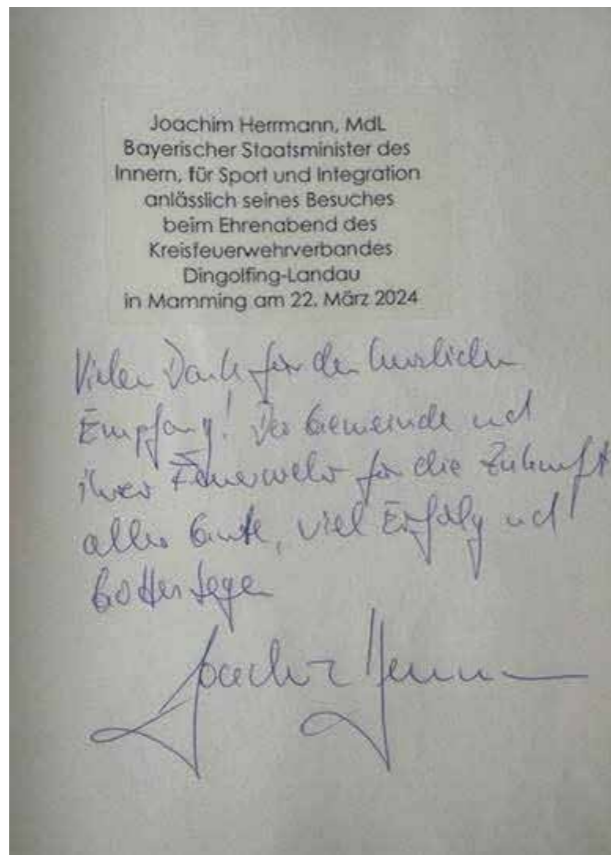 Joachim Herrmann, MdL
Bayerischer Staatsminister des
Innern, für Sport und Integration
anlässlich seines Besuches
beim Ehrenabend des
Kreisfeuerwehrverbandes
Dingolfing-Landau
in Mamming am 22. März 2024
Vielen Dank für den herzlichen
Empfang! Der Gemeinde und
ihrer Feuerwehr für die Zukunft
alles Gute, viel Erfolg und
Gottes Segen
Joachim Herrmann